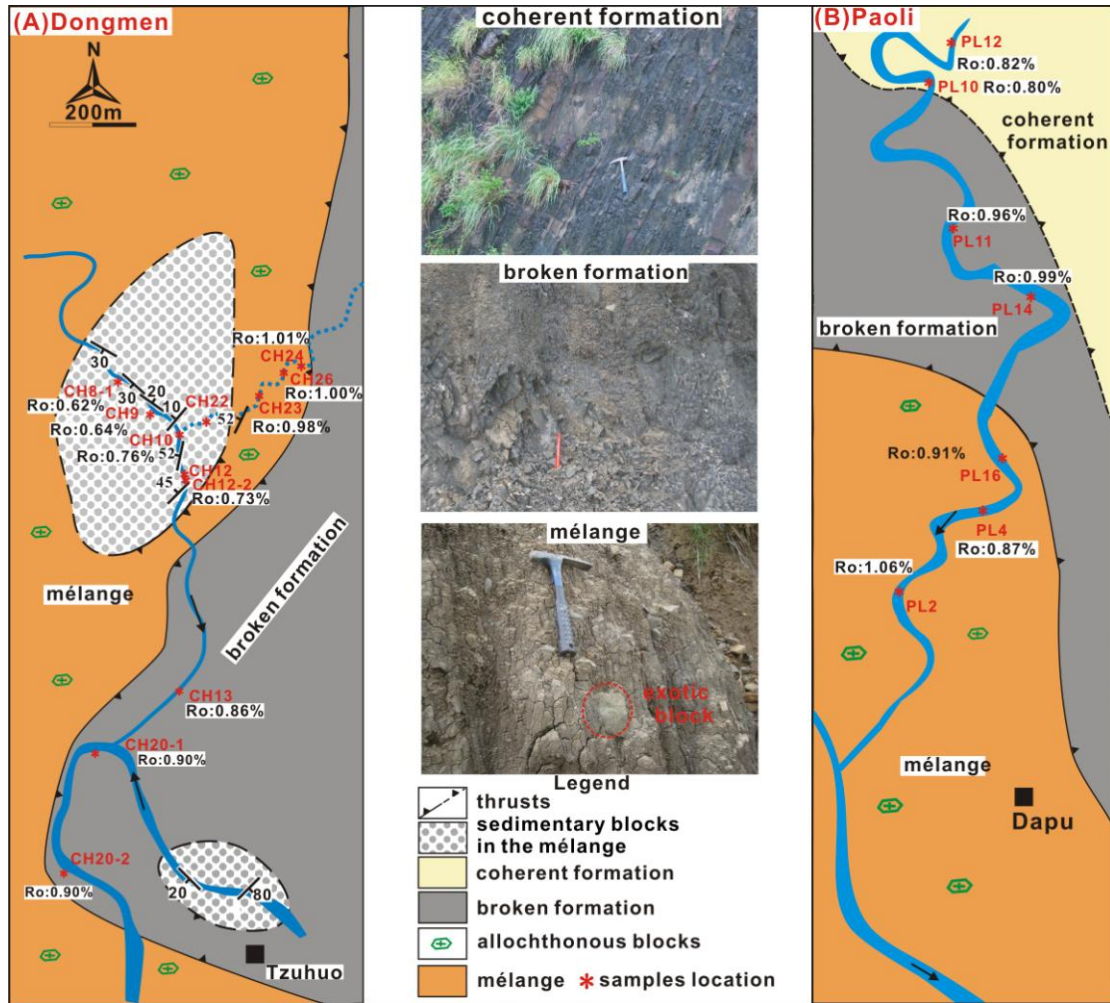 (A)Dongmen
N
200m
Ro:1.01%
CH24
CH26
Ro:1.00%
CH23
Ro:0.98%
30
CH8-1
Ro:0.62%
20
30
10
CH9
Ro:0.64%
CH22
52
CH10
Ro:0.76%
52
CH12
CH12-2
45
Ro:0.73%
mélange
broken formation
CH13
Ro:0.86%
CH20-1
Ro:0.90%
CH20-2
Ro:0.90%
20
80
Tzuhuo
coherent formation
broken formation
mélange
exotic
block
Legend
thrusts
sedimentary blocks
in the mélange
coherent formation
broken formation
allochthonous blocks
mélange
samples location
(B)Paoli
PL12
Ro:0.82%
PL10 Ro:0.80%
coherent
formation
Ro:0.96%
PL11
Ro:0.99%
PL14
broken formation
Ro:0.91%
PL16
PL4
Ro:0.87%
Ro:1.06%
PL2
mélange
Dapu